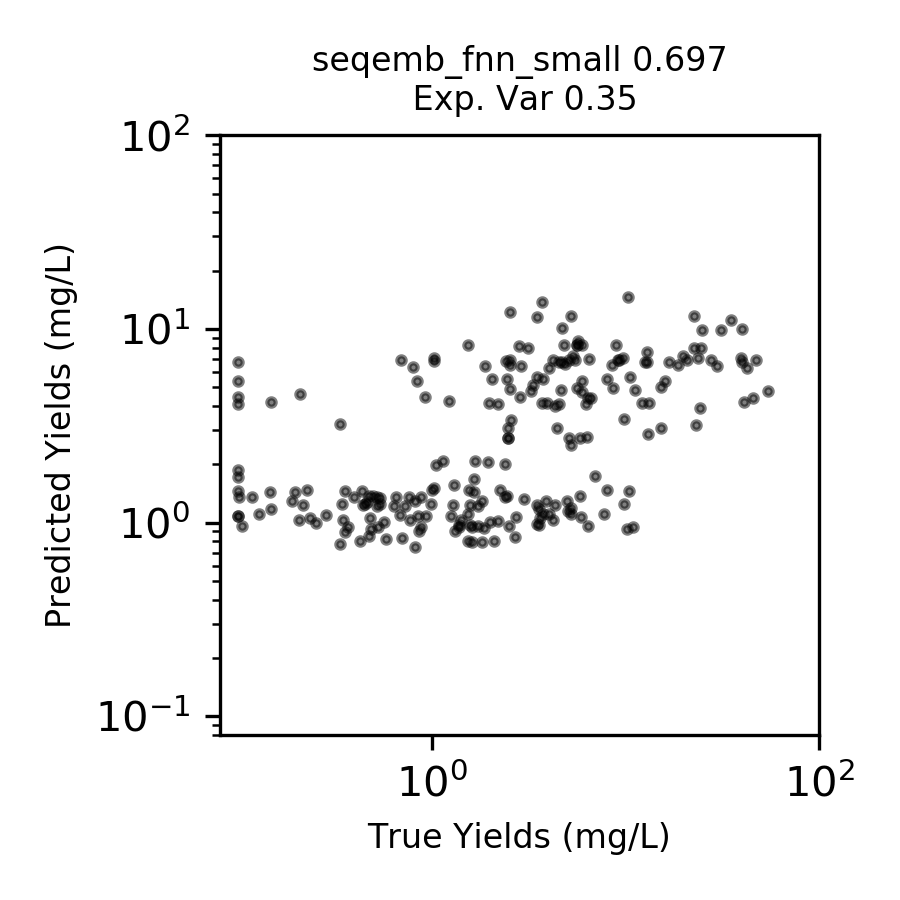 seqemb_fnn_small 0.697
Exp. Var 0.35
10²
10¹
10⁰
10⁻¹
Predicted Yields (mg/L)
10⁰
10²
True Yields (mg/L)